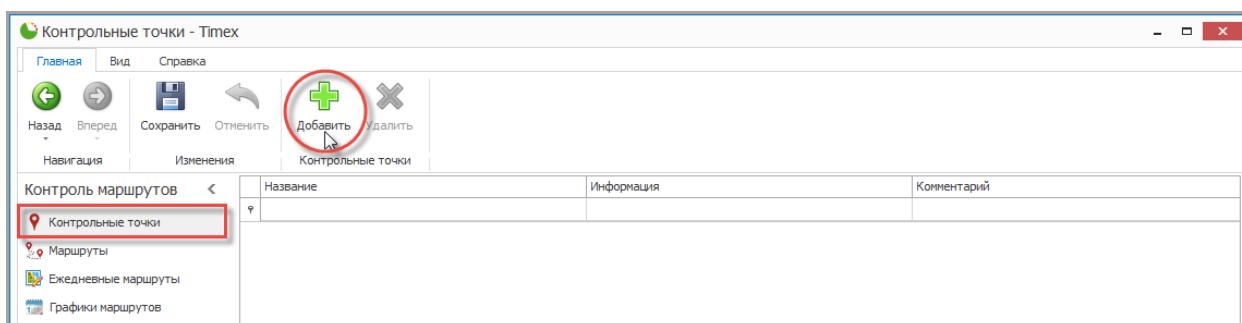 Контрольные точки - Timex
Главная Вид Справка
Назад Вперед Сохранить Отменить Добавить Удалить
Навигация Изменения Контрольные точки
Контроль маршрутов Название Информация Комментарий
Контрольные точки
Маршруты
Ежедневные маршруты
Графики маршрутов